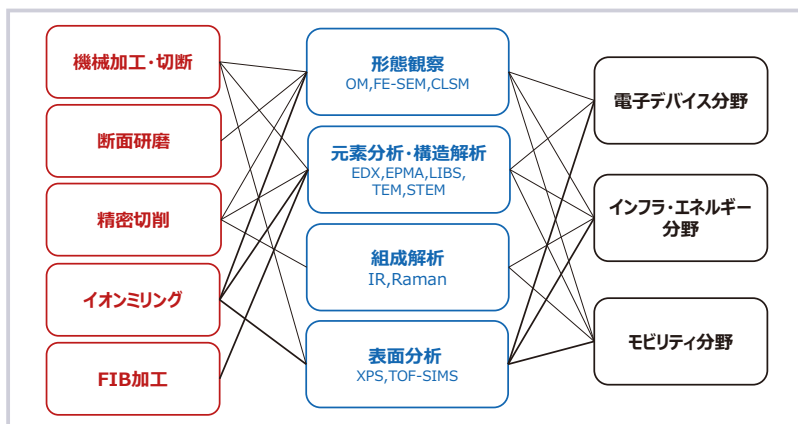 機械加工・切断
断面研磨
精密切削
イオンミリング
FIB加工
形態観察
OM,FE-SEM,CLSM
元素分析・構造解析
EDX,EPMA,LIBS,
TEM,STEM
組成解析
IR,Raman
表面分析
XPS,TOF-SIMS
電子デバイス分野
インフラ・エネルギー
分野
モビリティ分野